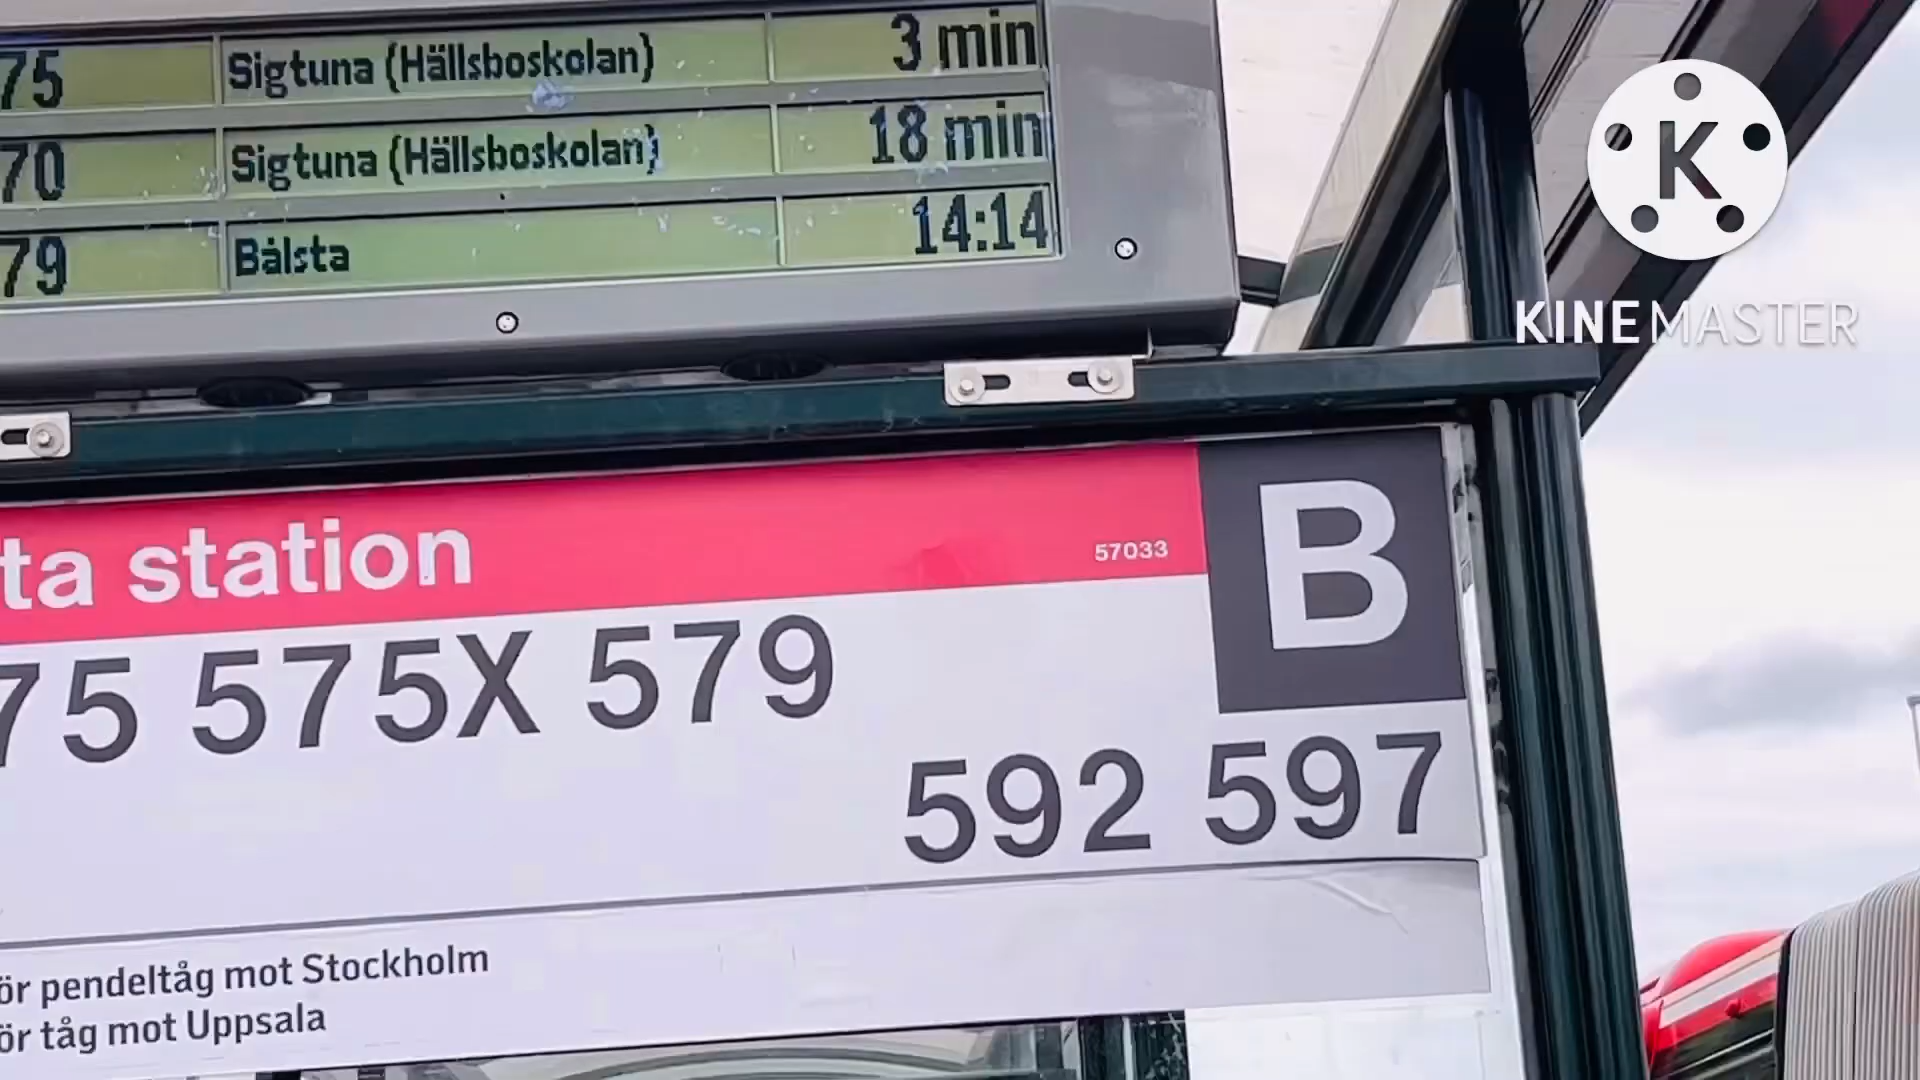 75 Sigtuna (Hällsboskolan) 3 min
70 Sigtuna (Hällsboskolan) 18 min
79 Bålsta 14:14
K
KINEMASTER
ta station 57033 B
75 575X 579
592 597
ör pendeltåg mot Stockholm
ör tåg mot Uppsala